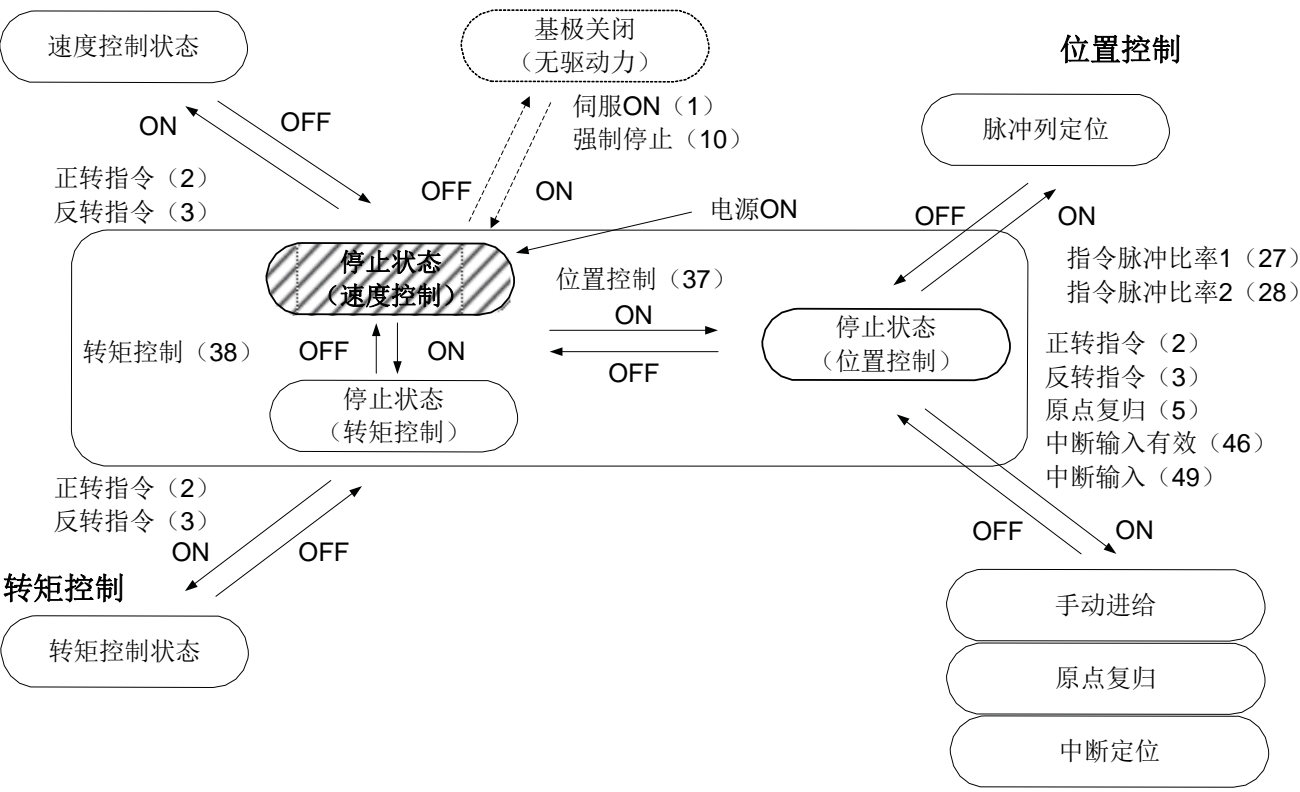 速度控制状态
基极关闭
（无驱动力）
位置控制
伺服ON（1）
强制停止（10）
脉冲列定位
ON
OFF
正转指令（2）
反转指令（3）
OFF
ON
电源ON
OFF
ON
停止状态
（速度控制）
位置控制（37）
ON
OFF
指令脉冲比率1（27）
指令脉冲比率2（28）
停止状态
（位置控制）
转矩控制（38）
OFF
ON
停止状态
（转矩控制）
正转指令（2）
反转指令（3）
原点复归（5）
中断输入有效（46）
中断输入（49）
正转指令（2）
反转指令（3）
ON
OFF
OFF
ON
转矩控制
转矩控制状态
手动进给
原点复归
中断定位